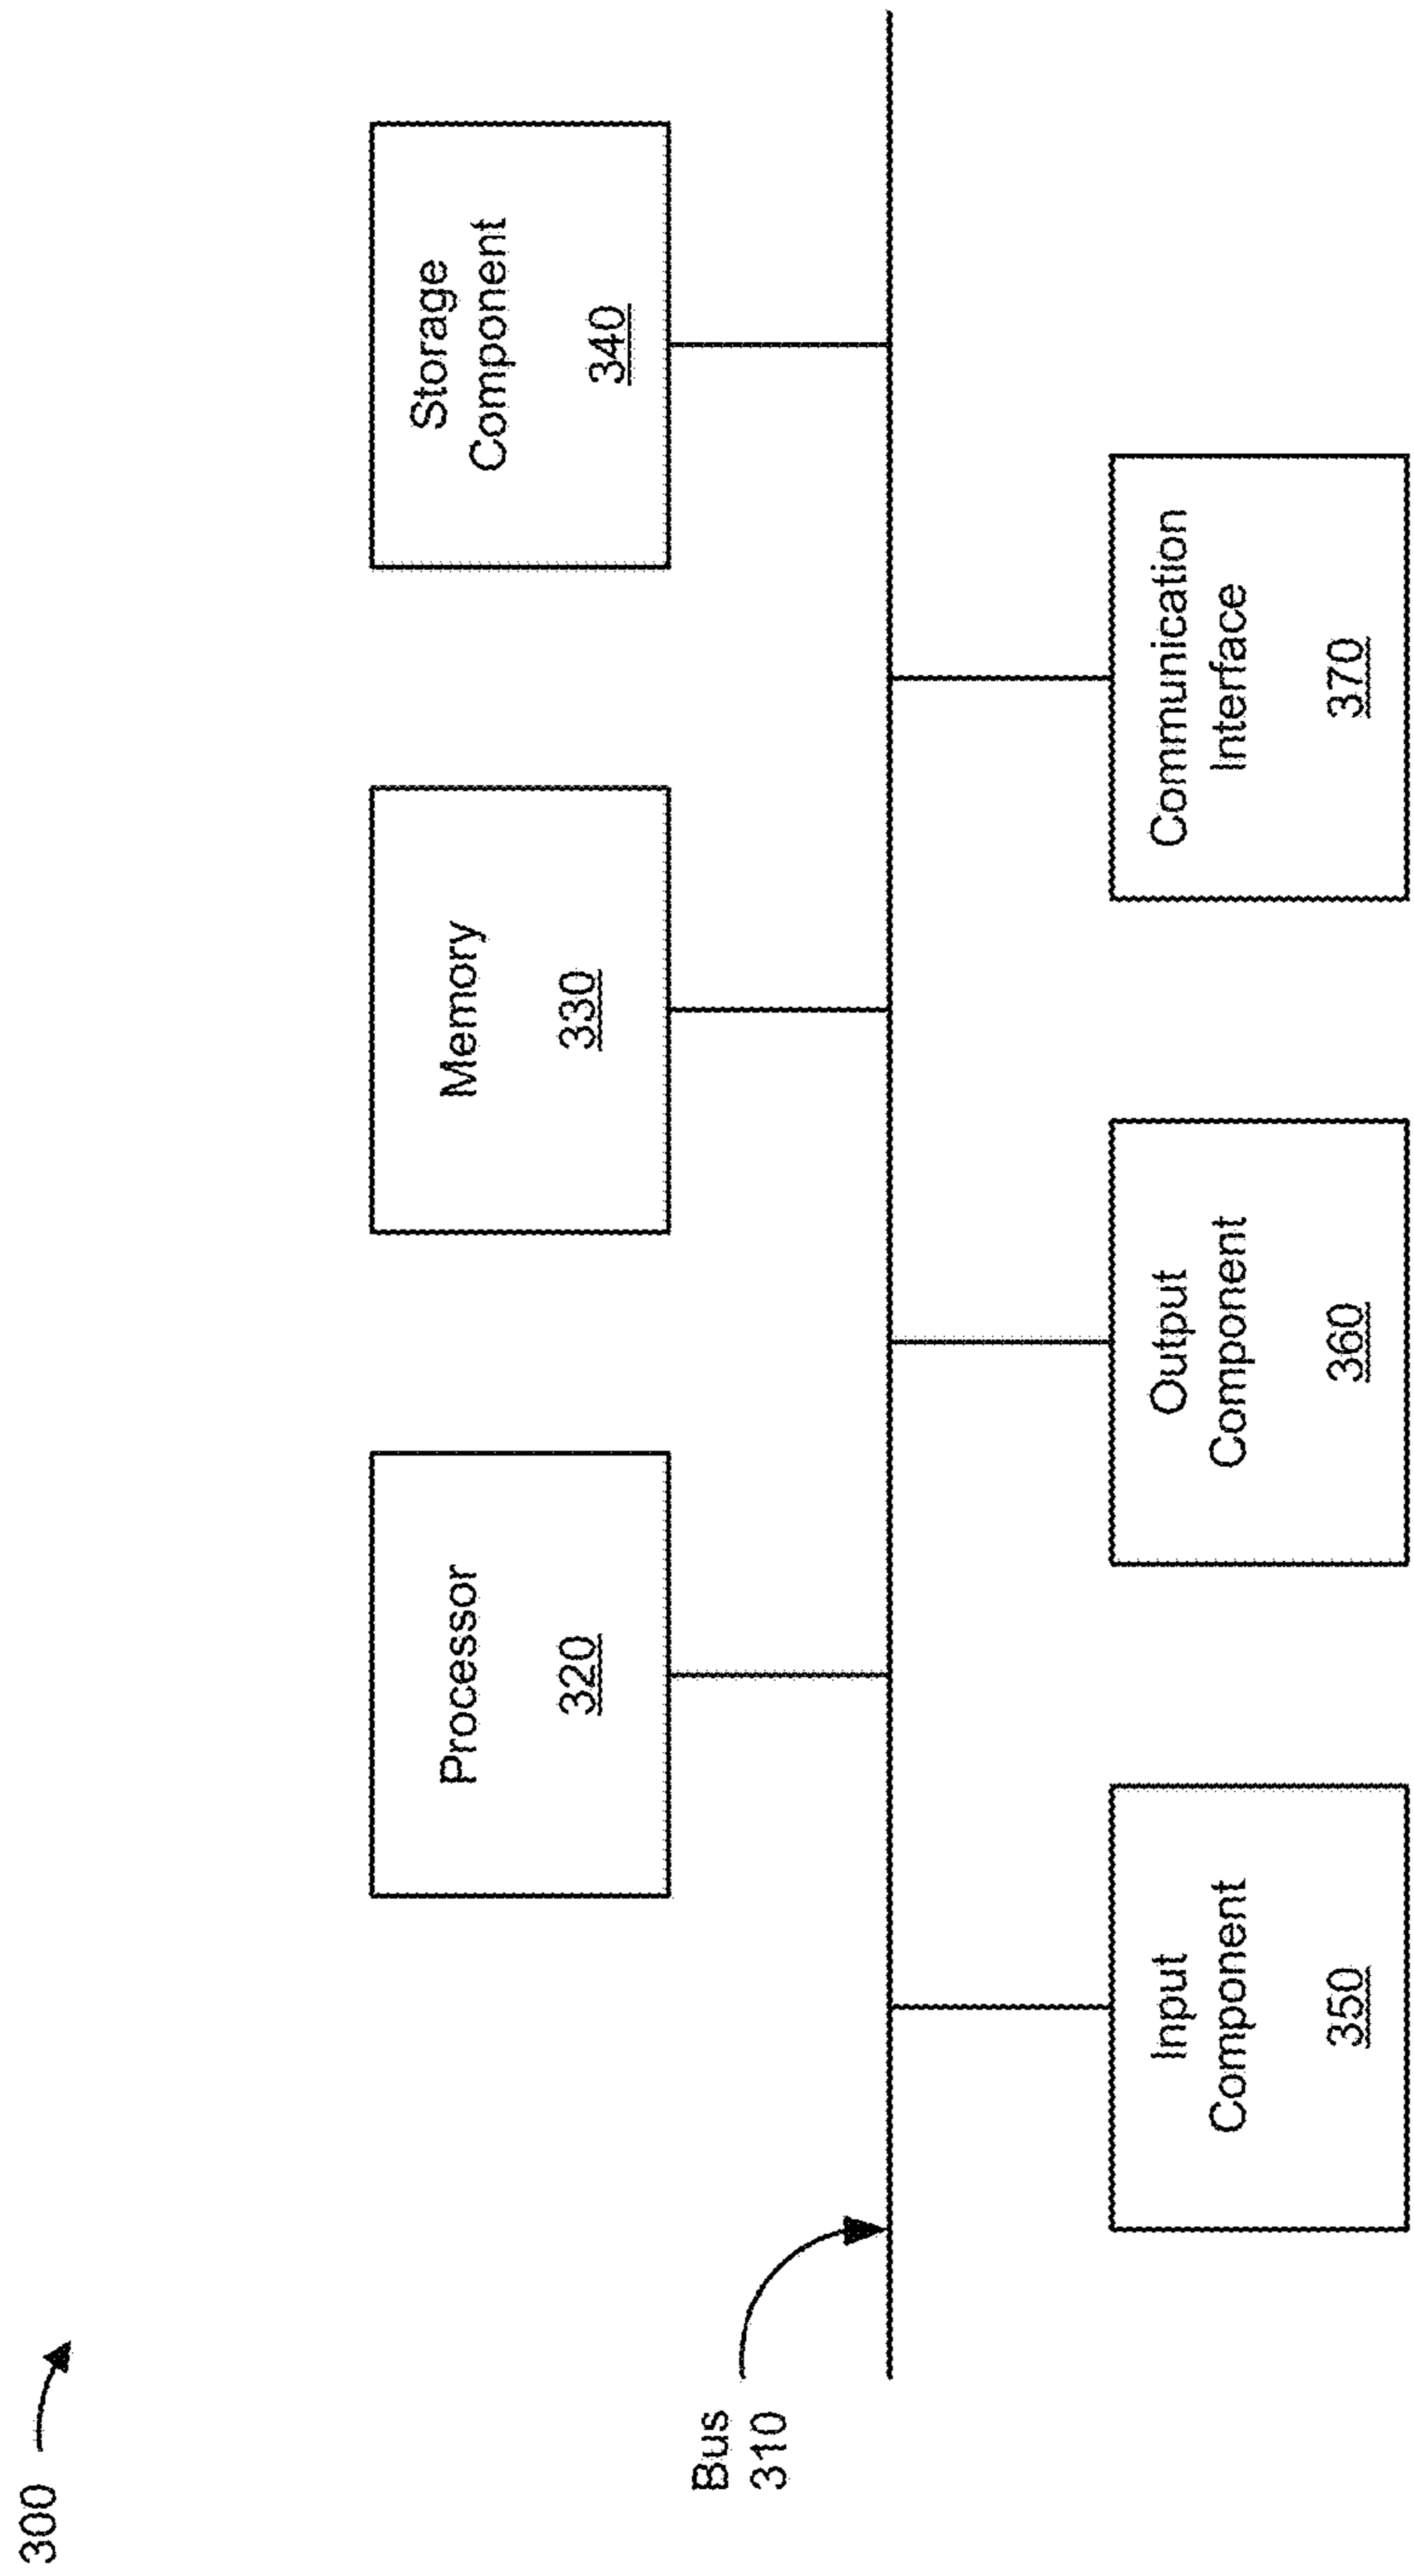 300
Processor
320
Memory
330
Storage
Component
340
Bus
310
Input
Component
350
Output
Component
360
Communication
Interface
370